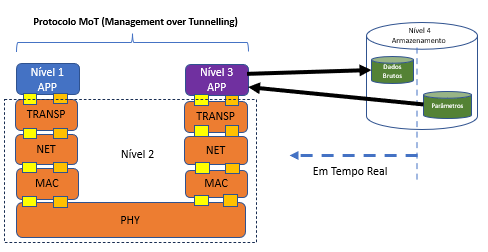 Protocolo MoT (Management over Tunnelling)
Nível 4
Armazenamento
Nível 1
APP
Nível 3
APP
Dados
Brutos
Parâmetros
TRANSP
TRANSP
NET
Nível 2
NET
MAC
MAC
Em Tempo Real
PHY